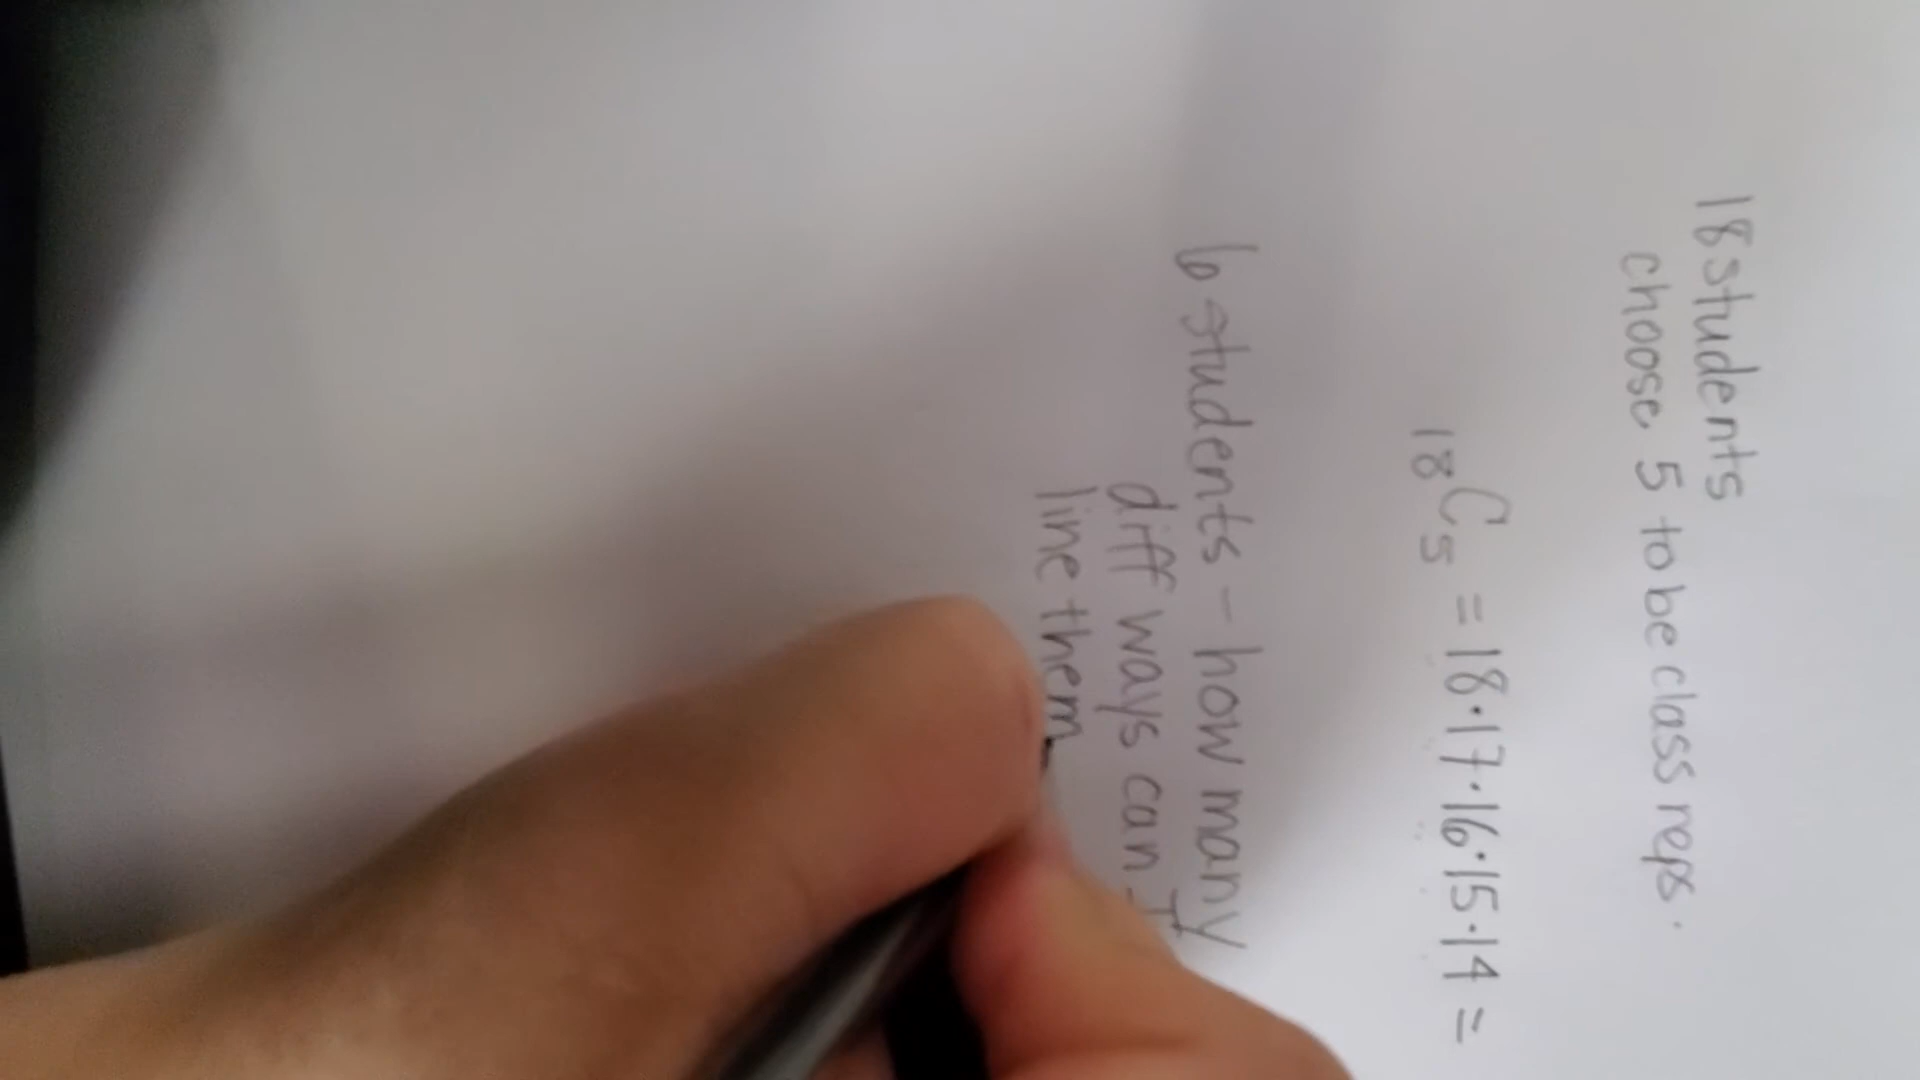 18 students
choose 5 to be class reps.
18C5 = 18·17·16·15·14 =
6 students - how many
diff ways can I
line them